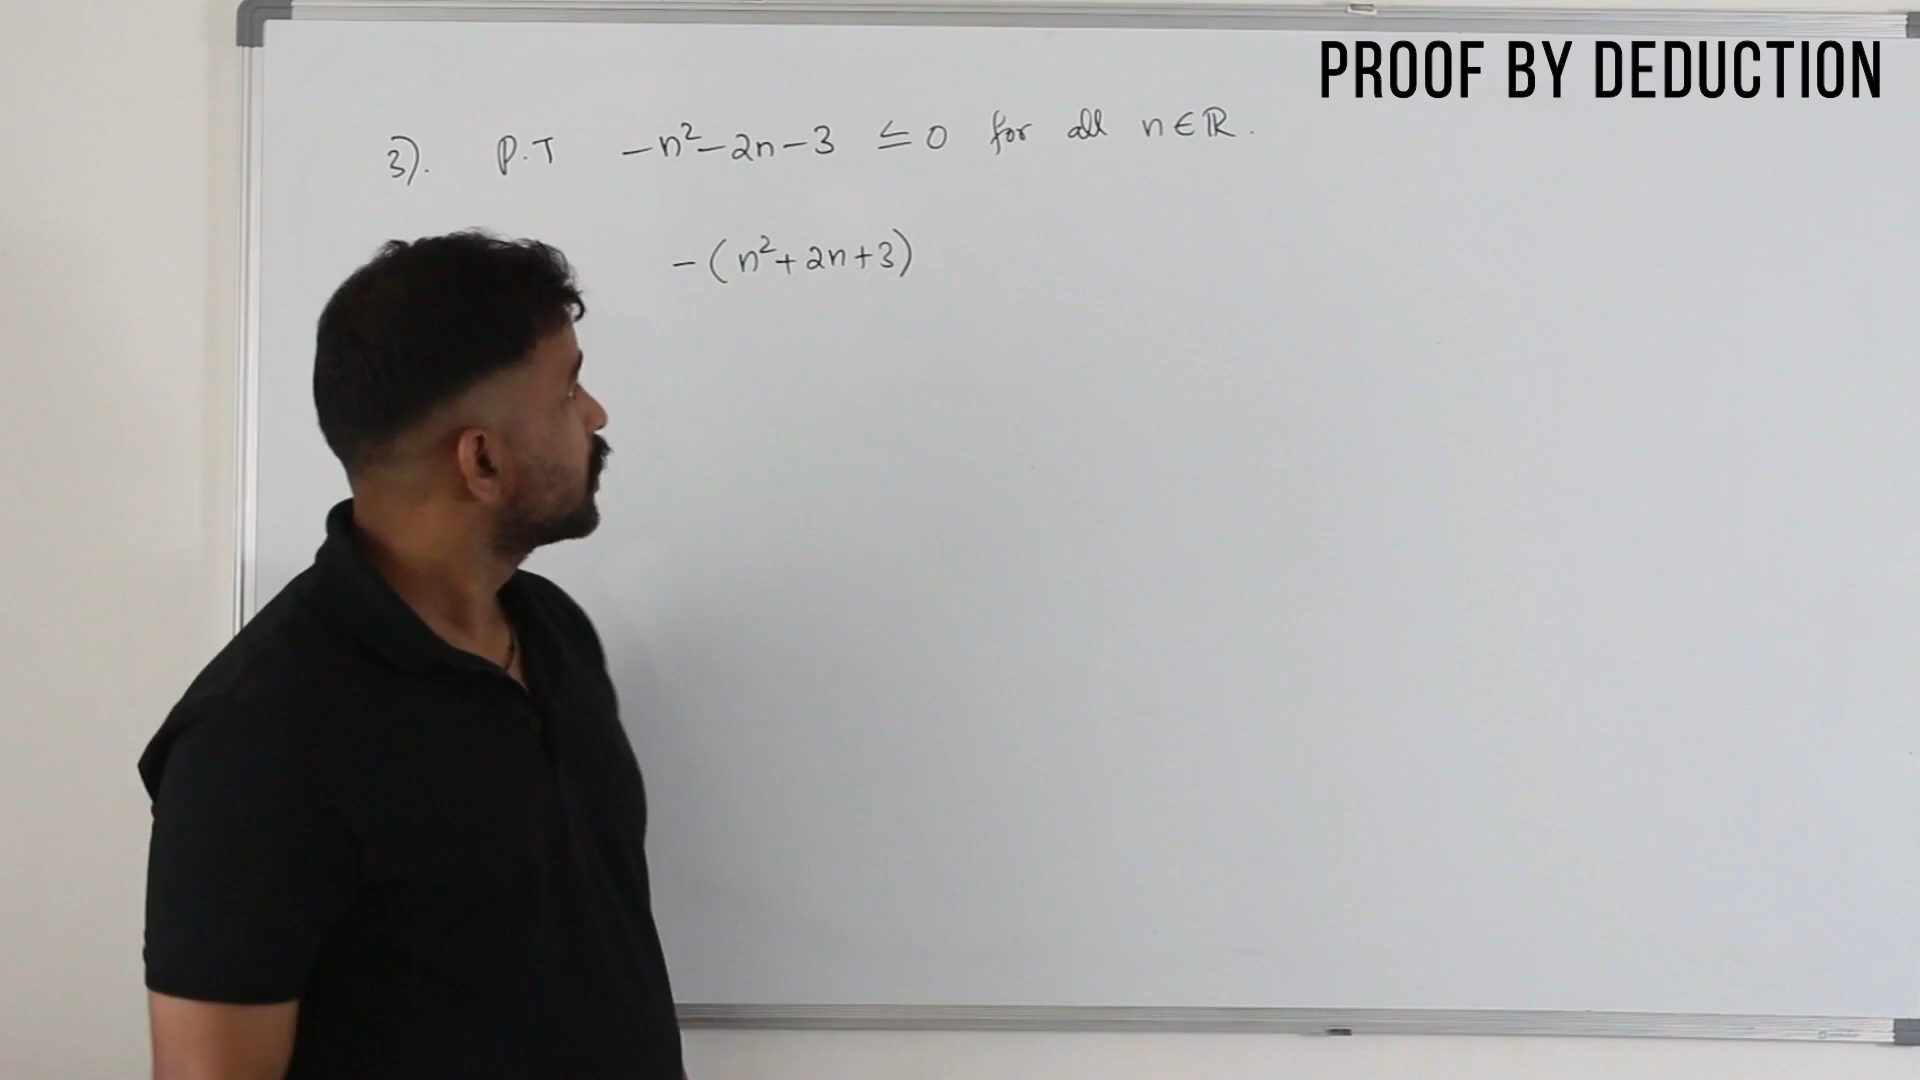 PROOF BY DEDUCTION
3). P.T −n²−2n−3 ≤ 0 for all n∈ℝ.
−(n²+2n+3)